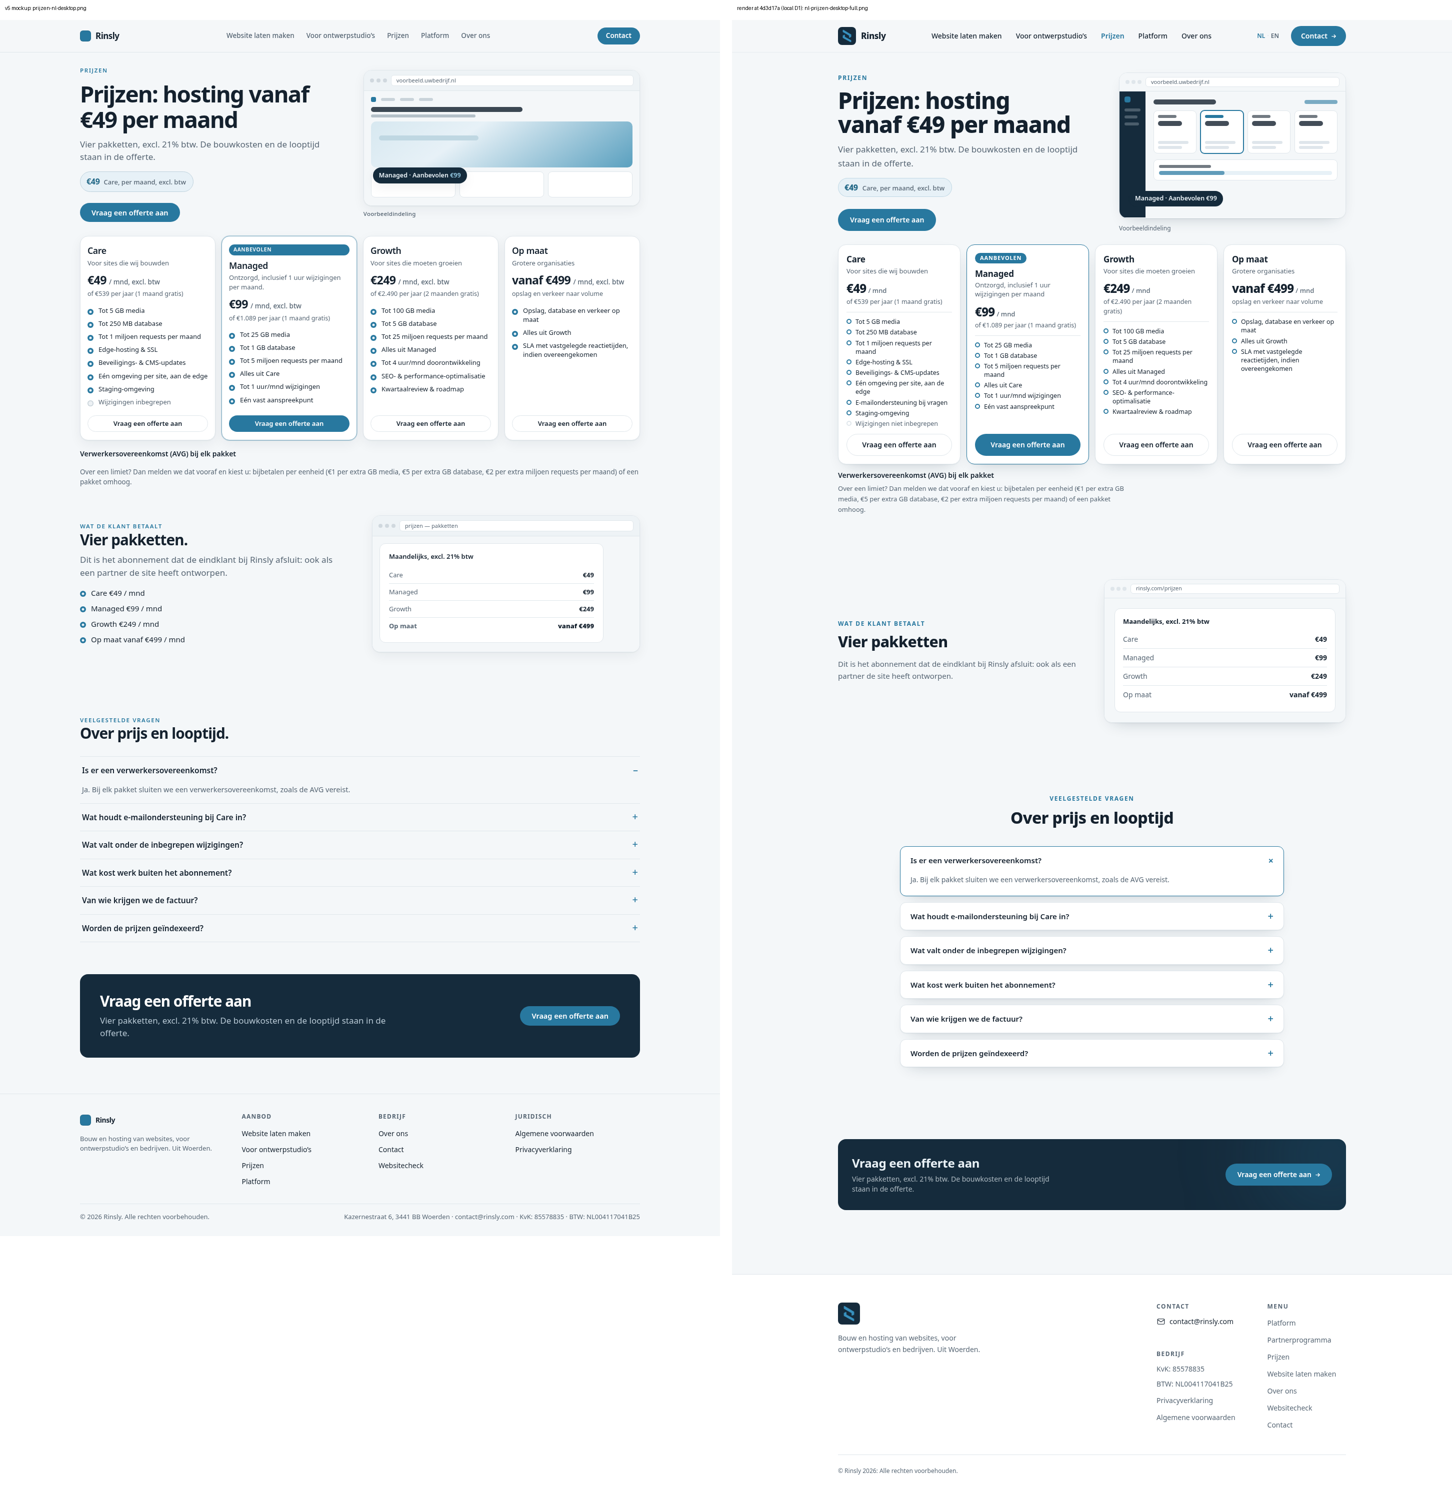 v5 mockup: prijzen-nl-desktop.png
Rinsly
Website laten maken
Voor ontwerpstudio's
Prijzen
Platform
Over ons
Contact
PRIJZEN
Prijzen: hosting vanaf
€49 per maand
Vier pakketten, excl. 21% btw. De bouwkosten en de looptijd
staan in de offerte.
€49 Care, per maand, excl. btw
Vraag een offerte aan
voorbeeld.uwbedrijf.nl
Managed · Aanbevolen €99
Voorbeeldindeling
Care
Voor sites die wij bouwden
€49 / mnd, excl. btw
of €539 per jaar (1 maand gratis)
Tot 5 GB media
Tot 250 MB database
Tot 1 miljoen requests per maand
Edge-hosting & SSL
Beveiligings- & CMS-updates
Eén omgeving per site, aan de edge
Staging-omgeving
Wijzigingen inbegrepen
Vraag een offerte aan
AANBEVOLEN
Managed
Ontzorgd, inclusief 1 uur wijzigingen
per maand.
€99 / mnd, excl. btw
of €1.089 per jaar (1 maand gratis)
Tot 25 GB media
Tot 1 GB database
Tot 5 miljoen requests per maand
Alles uit Care
Tot 1 uur/mnd wijzigingen
Eén vast aanspreekpunt
Vraag een offerte aan
Growth
Voor sites die moeten groeien
€249 / mnd, excl. btw
of €2.490 per jaar (2 maanden gratis)
Tot 100 GB media
Tot 5 GB database
Tot 25 miljoen requests per maand
Alles uit Managed
Tot 4 uur/mnd doorontwikkeling
SEO- & performance-optimalisatie
Kwartaalreview & roadmap
Vraag een offerte aan
Op maat
Grotere organisaties
vanaf €499 / mnd, excl. btw
opslag en verkeer naar volume
Opslag, database en verkeer op
maat
Alles uit Growth
SLA met vastgelegde reactietijden,
indien overeengekomen
Vraag een offerte aan
Verwerkersovereenkomst (AVG) bij elk pakket
Over een limiet? Dan melden we dat vooraf en kiest u: bijbetalen per eenheid (€1 per extra GB media, €5 per extra GB database, €2 per extra miljoen requests per maand) of een
pakket omhoog.
WAT DE KLANT BETAALT
Vier pakketten.
Dit is het abonnement dat de eindklant bij Rinsly afsluit: ook als
een partner de site heeft ontworpen.
Care €49 / mnd
Managed €99 / mnd
Growth €249 / mnd
Op maat vanaf €499 / mnd
prijzen — pakketten
Maandelijks, excl. 21% btw
Care €49
Managed €99
Growth €249
Op maat vanaf €499
VEELGESTELDE VRAGEN
Over prijs en looptijd.
Is er een verwerkersovereenkomst? −
Ja. Bij elk pakket sluiten we een verwerkersovereenkomst, zoals de AVG vereist.
Wat houdt e-mailondersteuning bij Care in? +
Wat valt onder de inbegrepen wijzigingen? +
Wat kost werk buiten het abonnement? +
Van wie krijgen we de factuur? +
Worden de prijzen geïndexeerd? +
Vraag een offerte aan
Vier pakketten, excl. 21% btw. De bouwkosten en de looptijd staan in de
offerte.
Vraag een offerte aan
Rinsly
Bouw en hosting van websites, voor
ontwerpstudio's en bedrijven. Uit Woerden.
AANBOD
Website laten maken
Voor ontwerpstudio's
Prijzen
Platform
BEDRIJF
Over ons
Contact
Websitecheck
JURIDISCH
Algemene voorwaarden
Privacyverklaring
© 2026 Rinsly. Alle rechten voorbehouden.
Kazernestraat 6, 3441 BB Woerden · contact@rinsly.com · KvK: 85578835 · BTW: NL004117041B25
render at 4d3d17a (local D1): nl-prijzen-desktop-full.png
Rinsly
Website laten maken
Voor ontwerpstudio's
Prijzen
Platform
Over ons
NL EN
Contact →
PRIJZEN
Prijzen: hosting
vanaf €49 per maand
Vier pakketten, excl. 21% btw. De bouwkosten en de looptijd
staan in de offerte.
€49 Care, per maand, excl. btw
Vraag een offerte aan
voorbeeld.uwbedrijf.nl
Managed · Aanbevolen €99
Voorbeeldindeling
Care
Voor sites die wij bouwden
€49 / mnd
of €539 per jaar (1 maand gratis)
Tot 5 GB media
Tot 250 MB database
Tot 1 miljoen requests per
maand
Edge-hosting & SSL
Beveiligings- & CMS-updates
Eén omgeving per site, aan de
edge
E-mailondersteuning bij vragen
Staging-omgeving
Wijzigingen niet inbegrepen
Vraag een offerte aan
AANBEVOLEN
Managed
Ontzorgd, inclusief 1 uur
wijzigingen per maand
€99 / mnd
of €1.089 per jaar (1 maand gratis)
Tot 25 GB media
Tot 1 GB database
Tot 5 miljoen requests per
maand
Alles uit Care
Tot 1 uur/mnd wijzigingen
Eén vast aanspreekpunt
Vraag een offerte aan
Growth
Voor sites die moeten groeien
€249 / mnd
of €2.490 per jaar (2 maanden
gratis)
Tot 100 GB media
Tot 5 GB database
Tot 25 miljoen requests per
maand
Alles uit Managed
Tot 4 uur/mnd doorontwikkeling
SEO- & performance-
optimalisatie
Kwartaalreview & roadmap
Vraag een offerte aan
Op maat
Grotere organisaties
vanaf €499 / mnd
opslag en verkeer naar volume
Opslag, database en verkeer op
maat
Alles uit Growth
SLA met vastgelegde
reactietijden, indien
overeengekomen
Vraag een offerte aan
Verwerkersovereenkomst (AVG) bij elk pakket
Over een limiet? Dan melden we dat vooraf en kiest u: bijbetalen per eenheid (€1 per extra GB
media, €5 per extra GB database, €2 per extra miljoen requests per maand) of een pakket
omhoog.
WAT DE KLANT BETAALT
Vier pakketten
Dit is het abonnement dat de eindklant bij Rinsly afsluit: ook als een
partner de site heeft ontworpen.
rinsly.com/prijzen
Maandelijks, excl. 21% btw
Care €49
Managed €99
Growth €249
Op maat vanaf €499
VEELGESTELDE VRAGEN
Over prijs en looptijd
Is er een verwerkersovereenkomst? ×
Ja. Bij elk pakket sluiten we een verwerkersovereenkomst, zoals de AVG vereist.
Wat houdt e-mailondersteuning bij Care in? +
Wat valt onder de inbegrepen wijzigingen? +
Wat kost werk buiten het abonnement? +
Van wie krijgen we de factuur? +
Worden de prijzen geïndexeerd? +
Vraag een offerte aan
Vier pakketten, excl. 21% btw. De bouwkosten en de looptijd
staan in de offerte.
Vraag een offerte aan →
Bouw en hosting van websites, voor
ontwerpstudio's en bedrijven. Uit Woerden.
CONTACT
contact@rinsly.com
BEDRIJF
KvK: 85578835
BTW: NL004117041B25
Privacyverklaring
Algemene voorwaarden
MENU
Platform
Partnerprogramma
Prijzen
Website laten maken
Over ons
Websitecheck
Contact
© Rinsly 2026: Alle rechten voorbehouden.